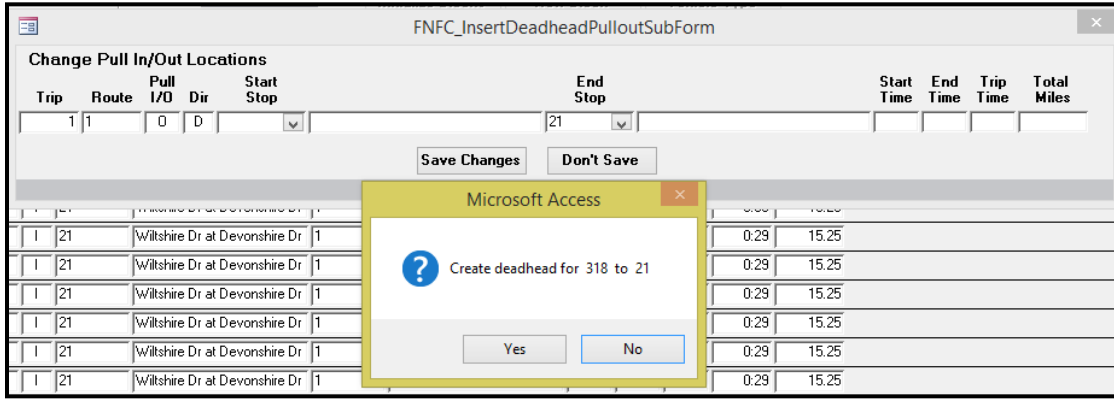 FNFC_InsertDeadheadPulloutSubForm
Change Pull In/Out Locations
Trip Route Pull I/O Dir Start Stop End Stop Start Time End Time Trip Time Total Miles
1 1 O D 21
Save Changes Don't Save
Microsoft Access
Create deadhead for 318 to 21
Yes No
I 21 Wiltshire Dr at Devonshire Dr 1 0:29 15.25
I 21 Wiltshire Dr at Devonshire Dr 1 0:29 15.25
I 21 Wiltshire Dr at Devonshire Dr 1 0:29 15.25
I 21 Wiltshire Dr at Devonshire Dr 1 0:29 15.25
I 21 Wiltshire Dr at Devonshire Dr 1 0:29 15.25
I 21 Wiltshire Dr at Devonshire Dr 1 0:29 15.25